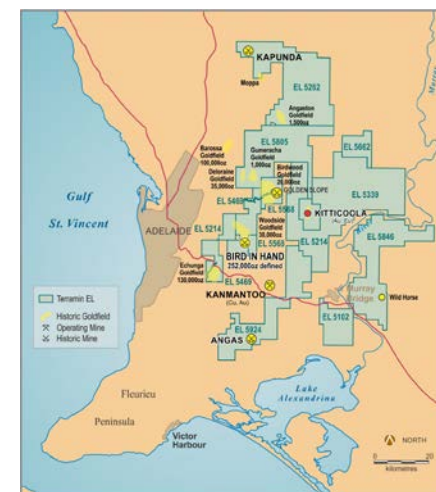 KAPUNDA
Moppa
EL 5262
Angaston
Goldfield
1,500oz
Barossa
Goldfield
100,000oz
EL 5805
Gumeracha
Goldfield
1,000oz
EL 5662
Deloraine
Goldfield
35,000oz
Birdwood
Goldfield
20,000oz
GOLDEN SLOPE
EL 5339
EL 5568
KITTICOOLA
Gulf
St. Vincent
ADELAIDE
EL 5214
Woodside
Goldfield
38,000oz
EL 5214
EL 5846
EL 5569
BIRD IN HAND
252,000oz defined
Echunga
Goldfield
130,000oz
EL 5469
KANMANTOO
(Cu, Au)
Murray
Bridge
Wild Horse
EL 5102
EL 5924
ANGAS
Terramin EL
Historic Goldfield
Operating Mine
Historic Mine
Lake
Alexandrina
Fleurieu
Peninsula
Victor
Harbour
NORTH
0
20
kilometres